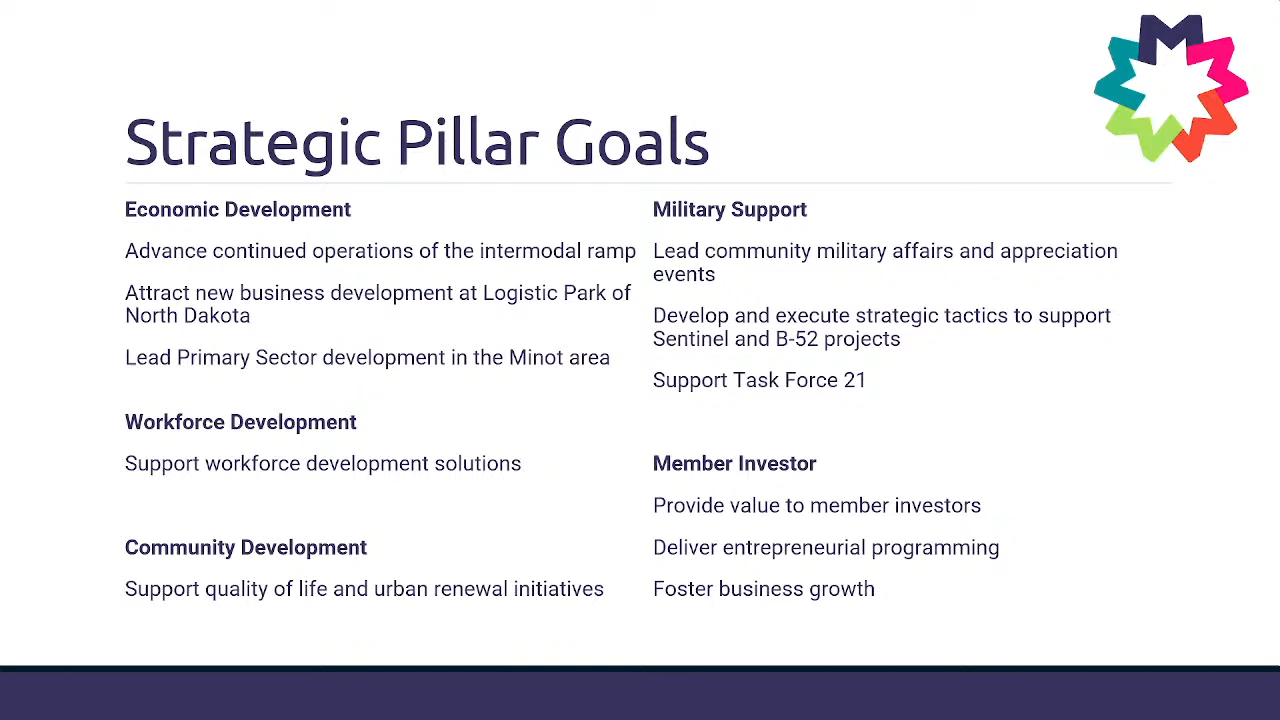 Strategic Pillar Goals
Economic Development
Advance continued operations of the intermodal ramp
Attract new business development at Logistic Park of
North Dakota
Lead Primary Sector development in the Minot area
Workforce Development
Support workforce development solutions
Community Development
Support quality of life and urban renewal initiatives
Military Support
Lead community military affairs and appreciation
events
Develop and execute strategic tactics to support
Sentinel and B-52 projects
Support Task Force 21
Member Investor
Provide value to member investors
Deliver entrepreneurial programming
Foster business growth